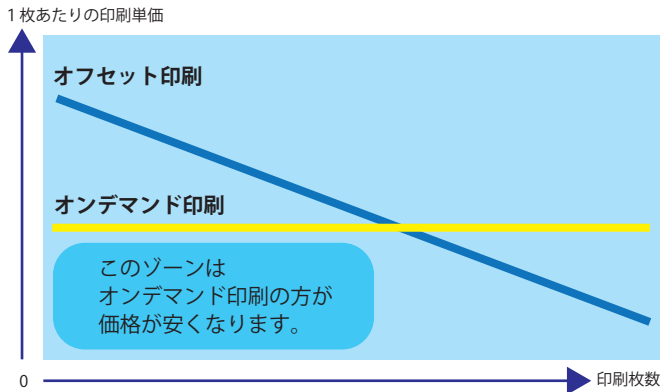 1枚あたりの印刷単価
オフセット印刷
オンデマンド印刷
このゾーンは
オンデマンド印刷の方が
価格が安くなります。
0
印刷枚数